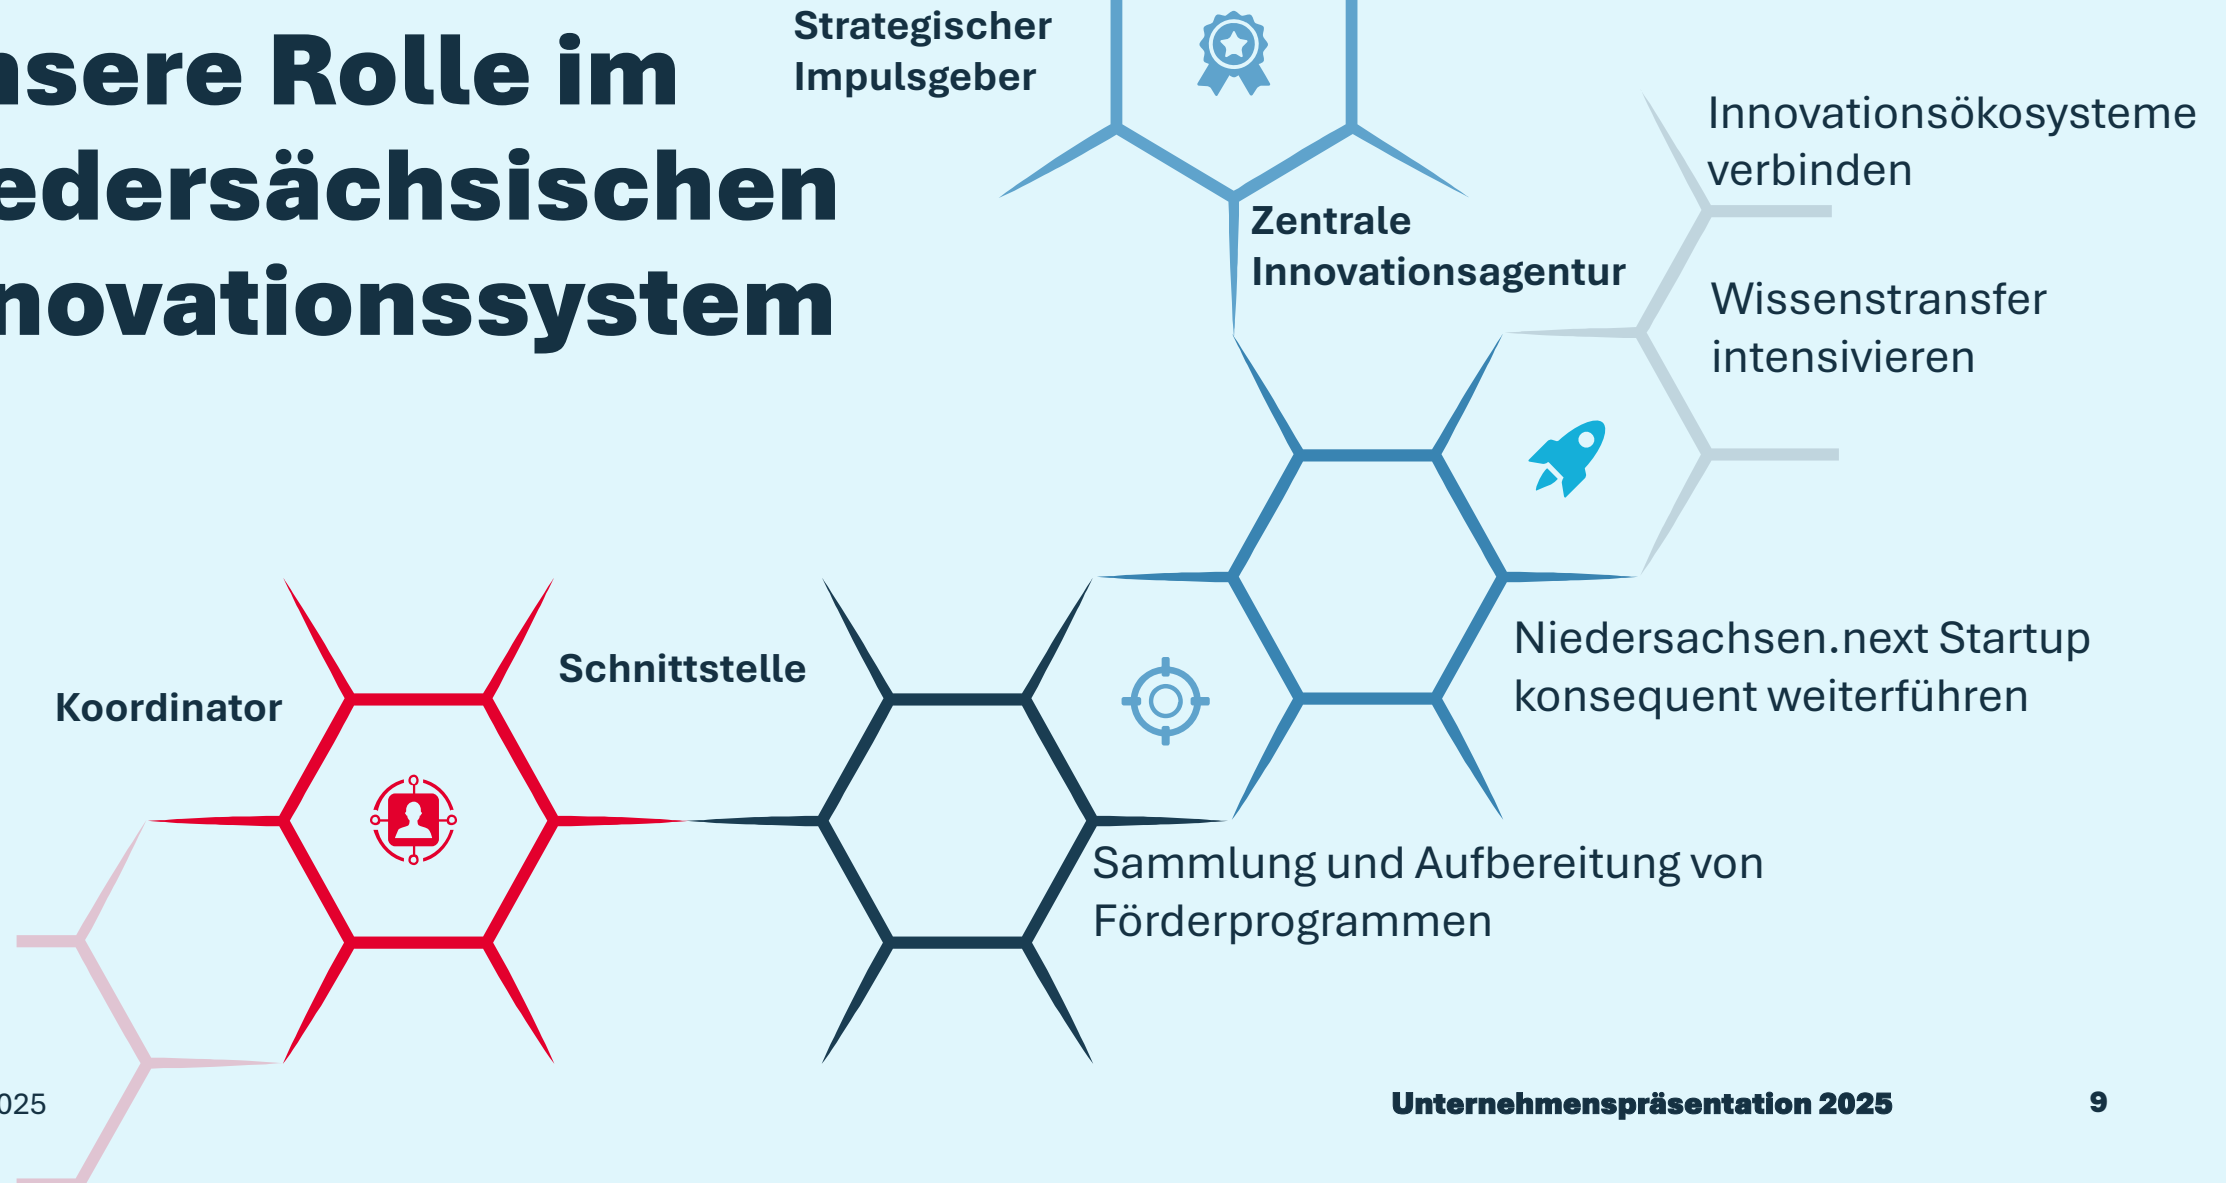 nsere Rolle im
edersächsischen
novationssystem
Strategischer
Impulsgeber
Zentrale
Innovationsagentur
Innovationsökosysteme
verbinden
Wissenstransfer
intensivieren
Niedersachsen.next Startup
konsequent weiterführen
Koordinator
Schnittstelle
Sammlung und Aufbereitung von
Förderprogrammen
025
Unternehmenspräsentation 2025
9